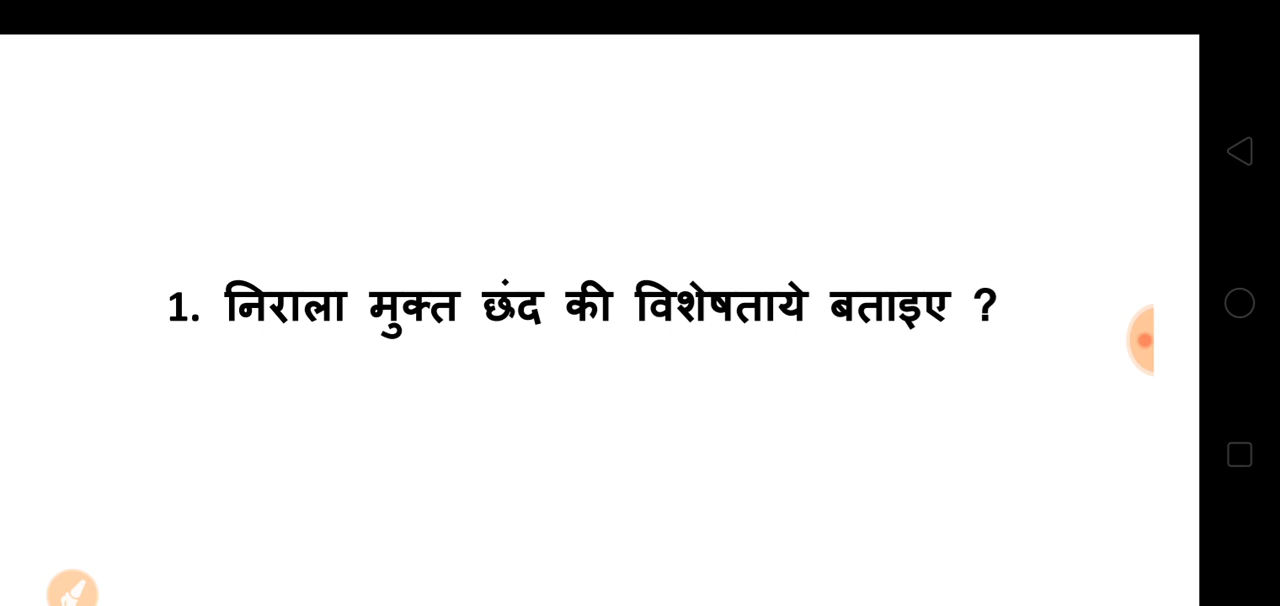 1. निराला मुक्त छंद की विशेषताये बताइए ?